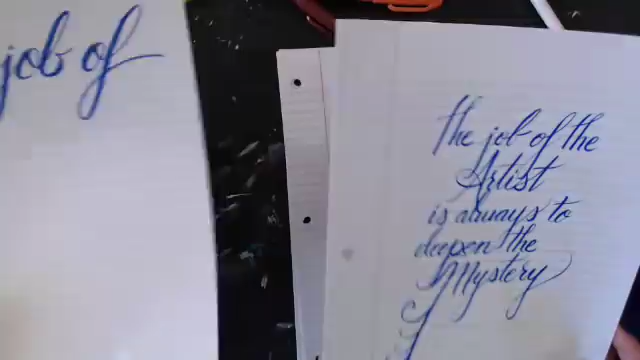 job of
the job of the
Artist
is always to
deepen the
Mystery